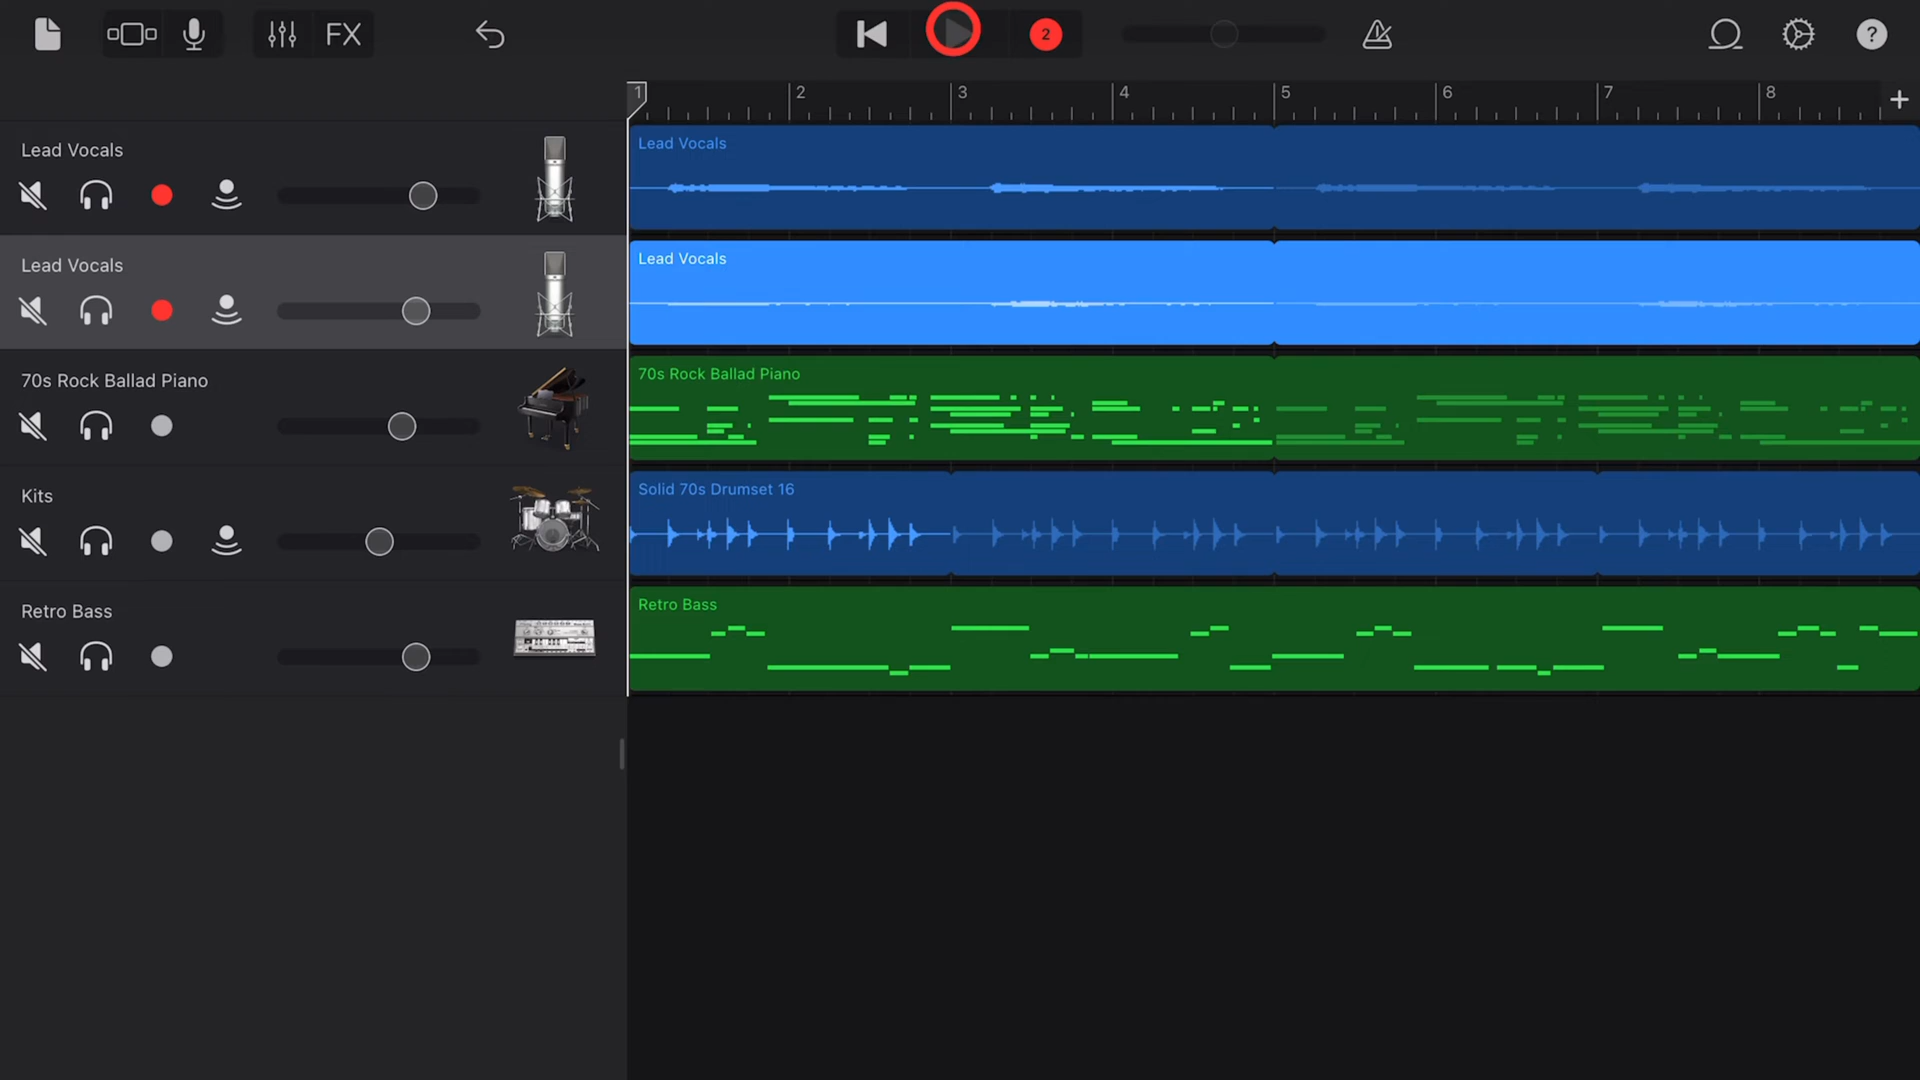 FX
2
?
1 2 3 4 5 6 7 8 +
Lead Vocals
Lead Vocals
Lead Vocals
Lead Vocals
70s Rock Ballad Piano
70s Rock Ballad Piano
Kits
Solid 70s Drumset 16
Retro Bass
Retro Bass